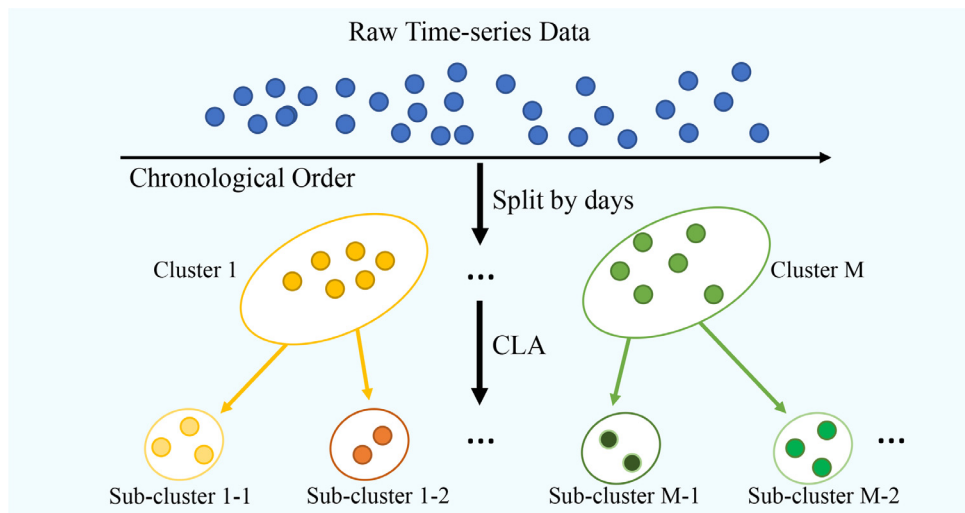 Raw Time-series Data
Chronological Order
Split by days
Cluster 1
...
Cluster M
CLA
...
...
Sub-cluster 1-1
Sub-cluster 1-2
Sub-cluster M-1
Sub-cluster M-2